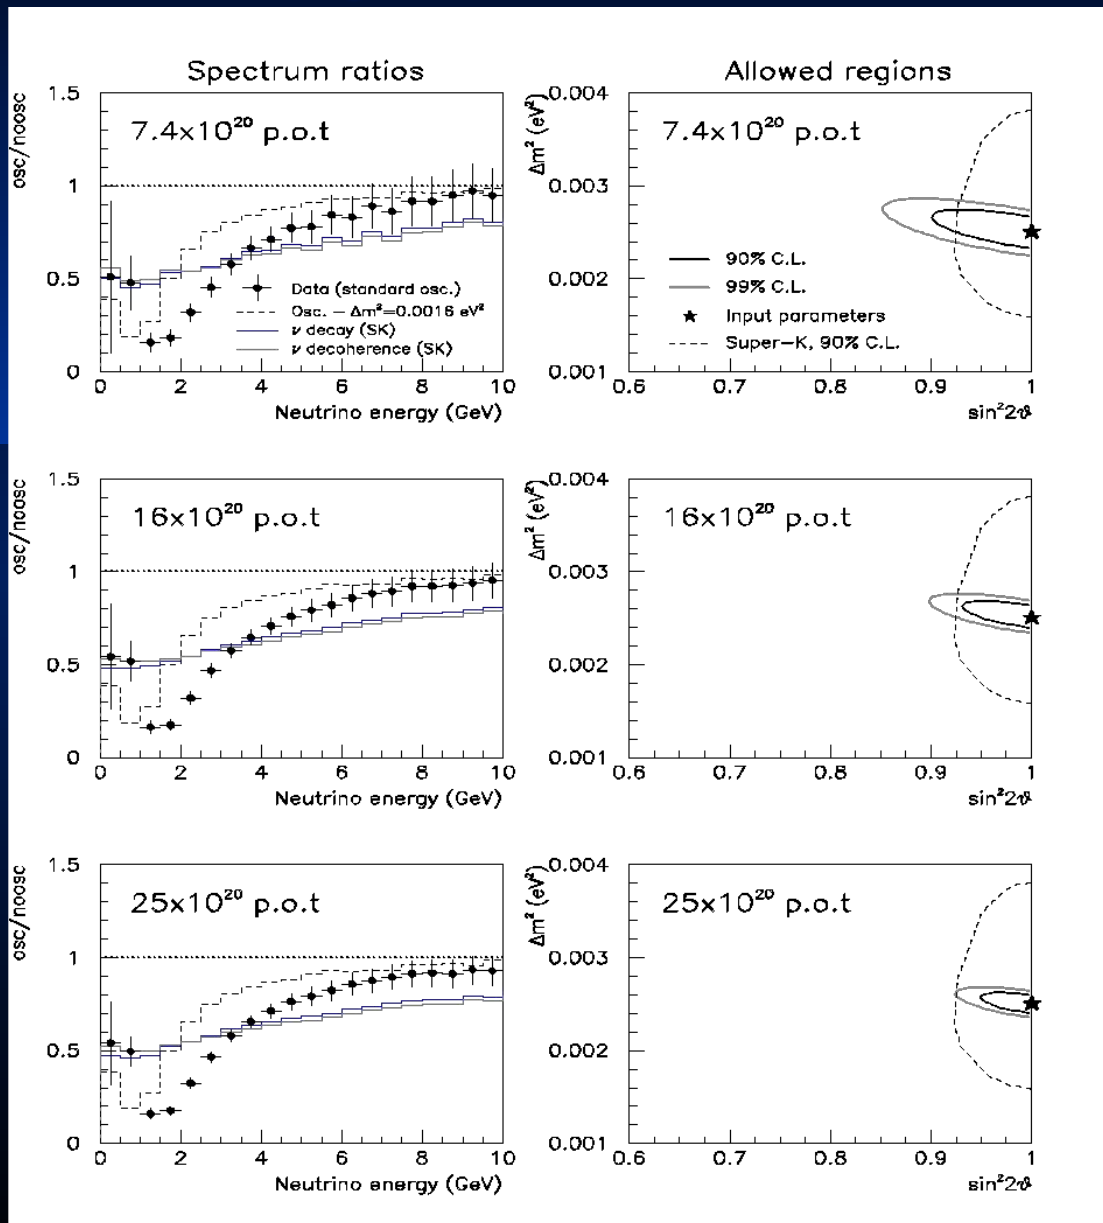 Spectrum ratios
Allowed regions
osc/noosc
1.5
1
0.5
0
7.4x10²⁰ p.o.t
Data (standard osc.)
Osc. – Δm²=0.0016 eV²
ν decay (SK)
ν decoherence (SK)
0 2 4 6 8 10
Neutrino energy (GeV)
Δm² (eV²)
0.004
0.003
0.002
0.001
7.4x10²⁰ p.o.t
90% C.L.
99% C.L.
Input parameters
Super–K, 90% C.L.
0.6 0.7 0.8 0.9 1
sin²2ϑ
osc/noosc
1.5
1
0.5
0
16x10²⁰ p.o.t
0 2 4 6 8 10
Neutrino energy (GeV)
Δm² (eV²)
0.004
0.003
0.002
0.001
16x10²⁰ p.o.t
0.6 0.7 0.8 0.9 1
sin²2ϑ
osc/noosc
1.5
1
0.5
0
25x10²⁰ p.o.t
0 2 4 6 8 10
Neutrino energy (GeV)
Δm² (eV²)
0.004
0.003
0.002
0.001
25x10²⁰ p.o.t
0.6 0.7 0.8 0.9 1
sin²2ϑ